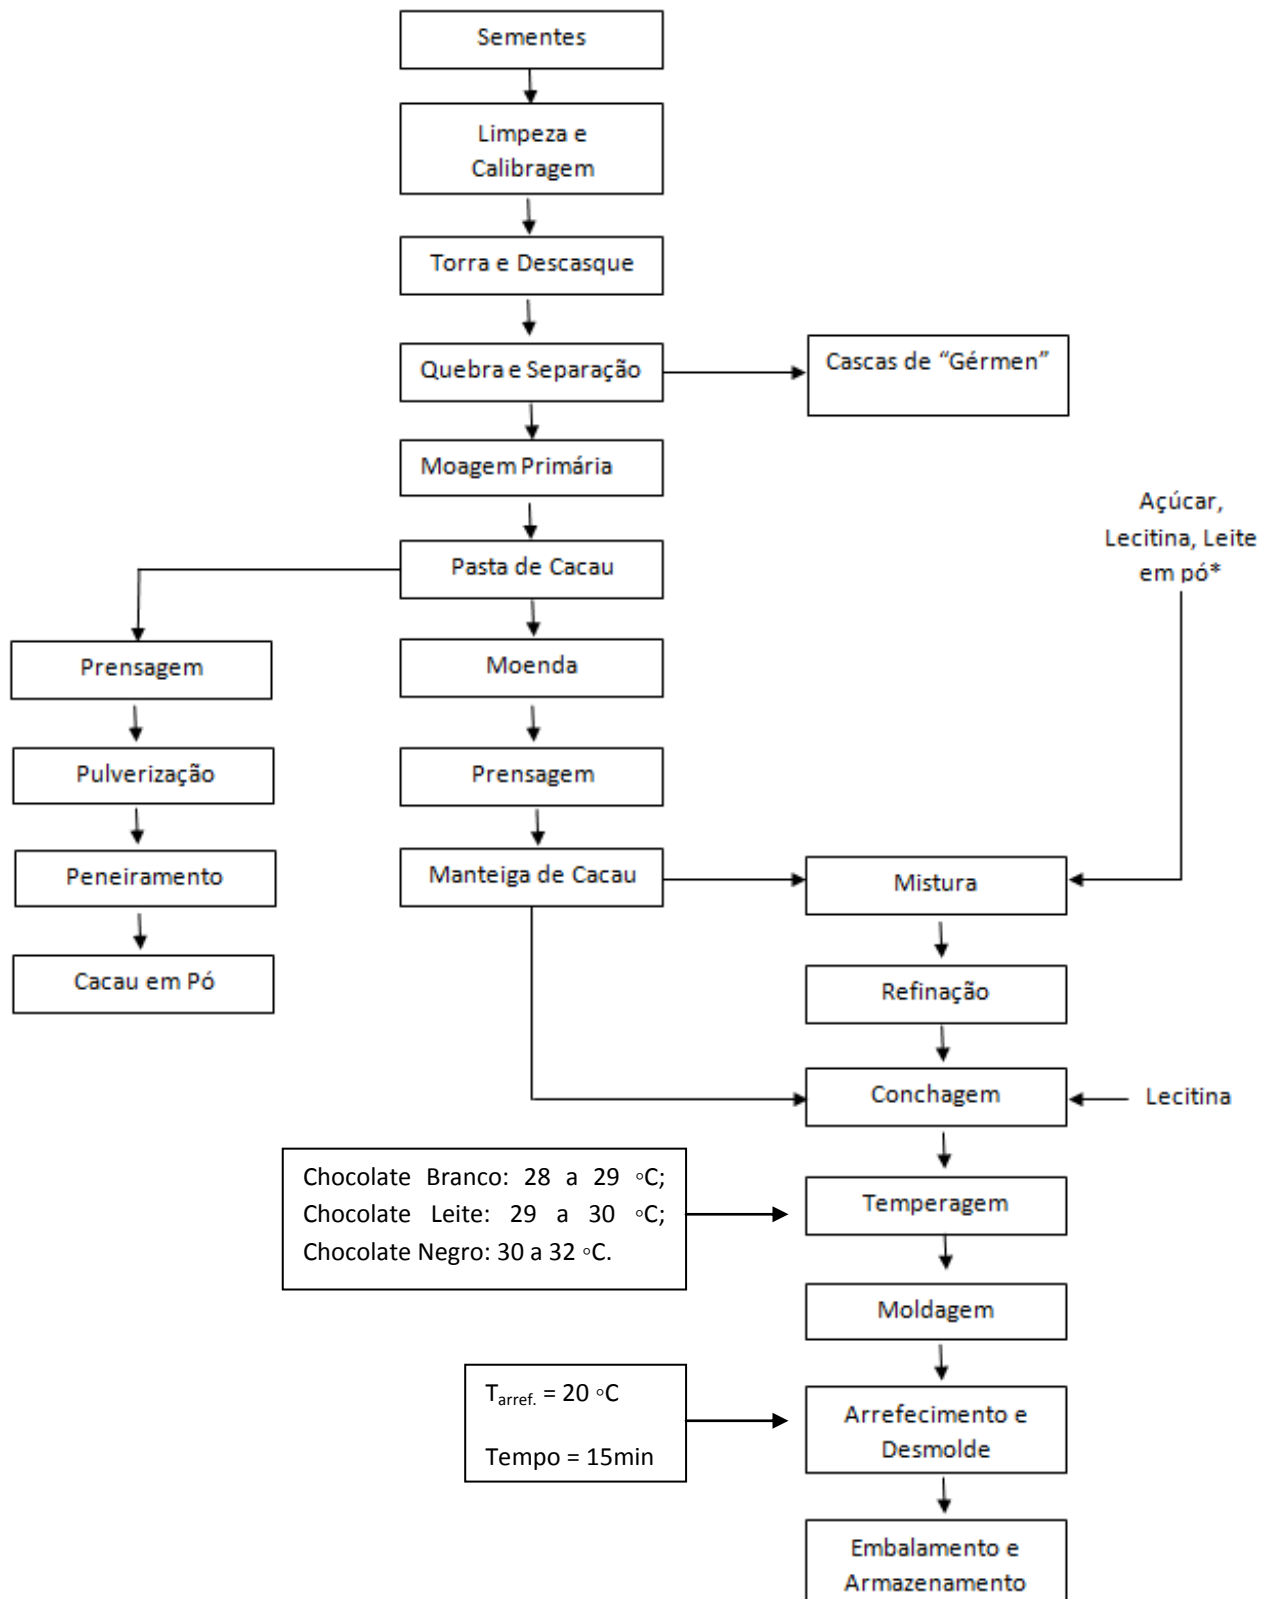 Sementes
Limpeza e
Calibragem
Torra e Descasque
Quebra e Separação
Cascas de “Gérmen”
Moagem Primária
Açúcar,
Lecitina, Leite
em pó*
Pasta de Cacau
Prensagem
Moenda
Pulverização
Prensagem
Peneiramento
Manteiga de Cacau
Mistura
Cacau em Pó
Refinação
Conchagem
Lecitina
Chocolate Branco: 28 a 29 ◦C;
Chocolate Leite: 29 a 30 ◦C;
Chocolate Negro: 30 a 32 ◦C.
Temperagem
Moldagem
Tarref. = 20 ◦C
Tempo = 15min
Arrefecimento e
Desmolde
Embalamento e
Armazenamento